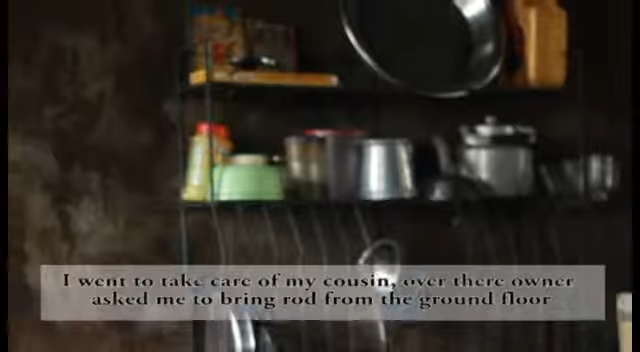 I went to take care of my cousin, over there owner
asked me to bring rod from the ground floor